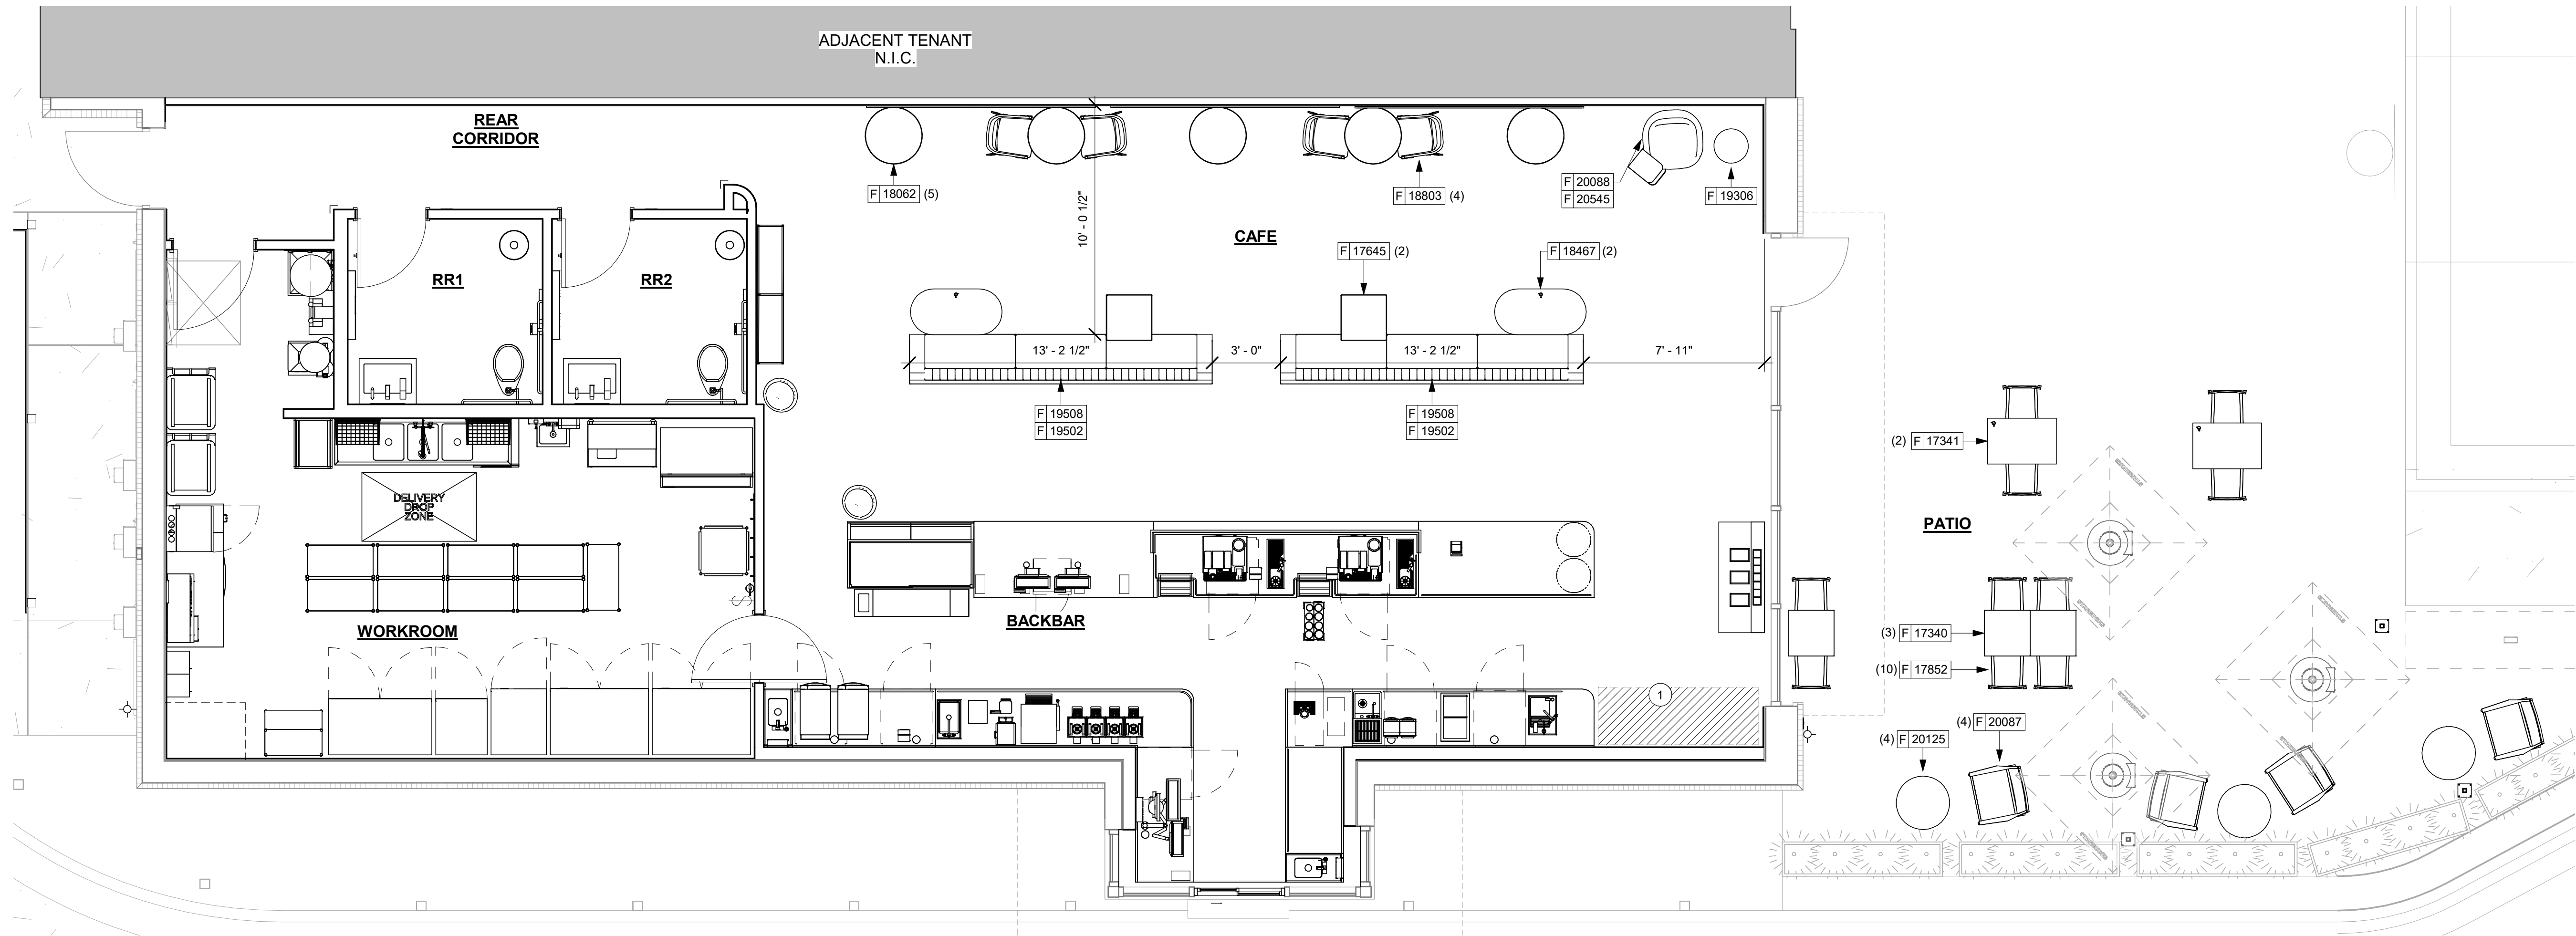 ADJACENT TENANT
N.I.C.
REAR
CORRIDOR
F 18062 (5)
10' - 0 1/2"
F 18803 (4)
F 20088
F 20545
F 19306
CAFE
F 17645 (2)
F 18467 (2)
RR1
RR2
13' - 2 1/2"
3' - 0"
13' - 2 1/2"
7' - 11"
F 19508
F 19502
F 19508
F 19502
(2) F 17341
DELIVERY
DROP
ZONE
PATIO
WORKROOM
BACKBAR
(3) F 17340
(10) F 17852
1
(4) F 20087
(4) F 20125